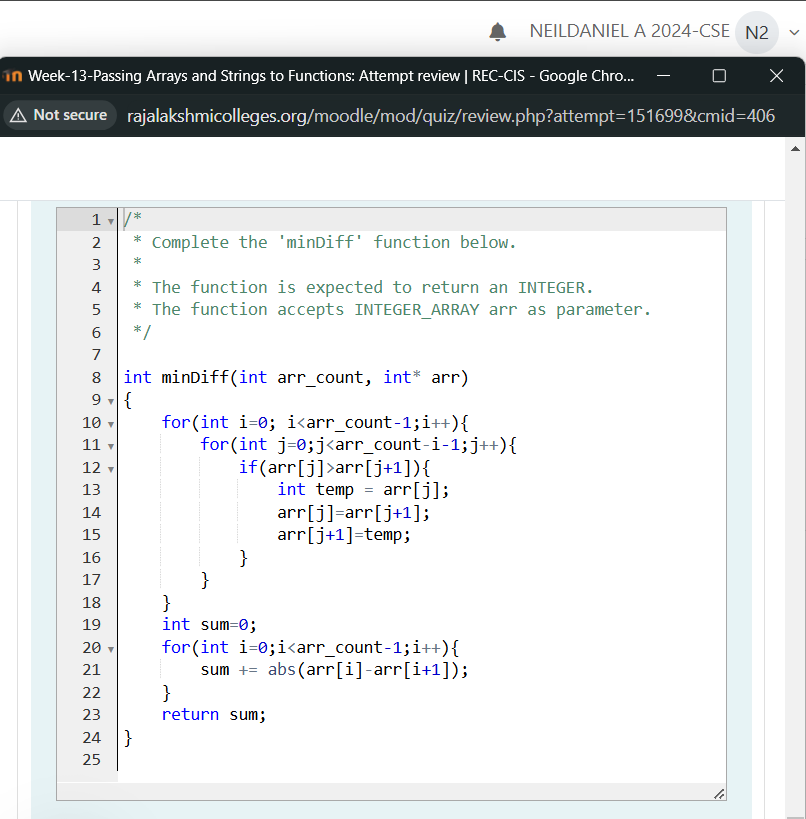 NEILDANIEL A 2024-CSE N2
Week-13-Passing Arrays and Strings to Functions: Attempt review | REC-CIS - Google Chro...
Not secure rajalakshmicolleges.org/moodle/mod/quiz/review.php?attempt=151699&cmid=406
1 /*
2  * Complete the 'minDiff' function below.
3  *
4  * The function is expected to return an INTEGER.
5  * The function accepts INTEGER_ARRAY arr as parameter.
6  */
7
8 int minDiff(int arr_count, int* arr)
9 {
10     for(int i=0; i<arr_count-1;i++){
11         for(int j=0;j<arr_count-i-1;j++){
12             if(arr[j]>arr[j+1]){
13                 int temp = arr[j];
14                 arr[j]=arr[j+1];
15                 arr[j+1]=temp;
16             }
17         }
18     }
19     int sum=0;
20     for(int i=0;i<arr_count-1;i++){
21         sum += abs(arr[i]-arr[i+1]);
22     }
23     return sum;
24 }
25